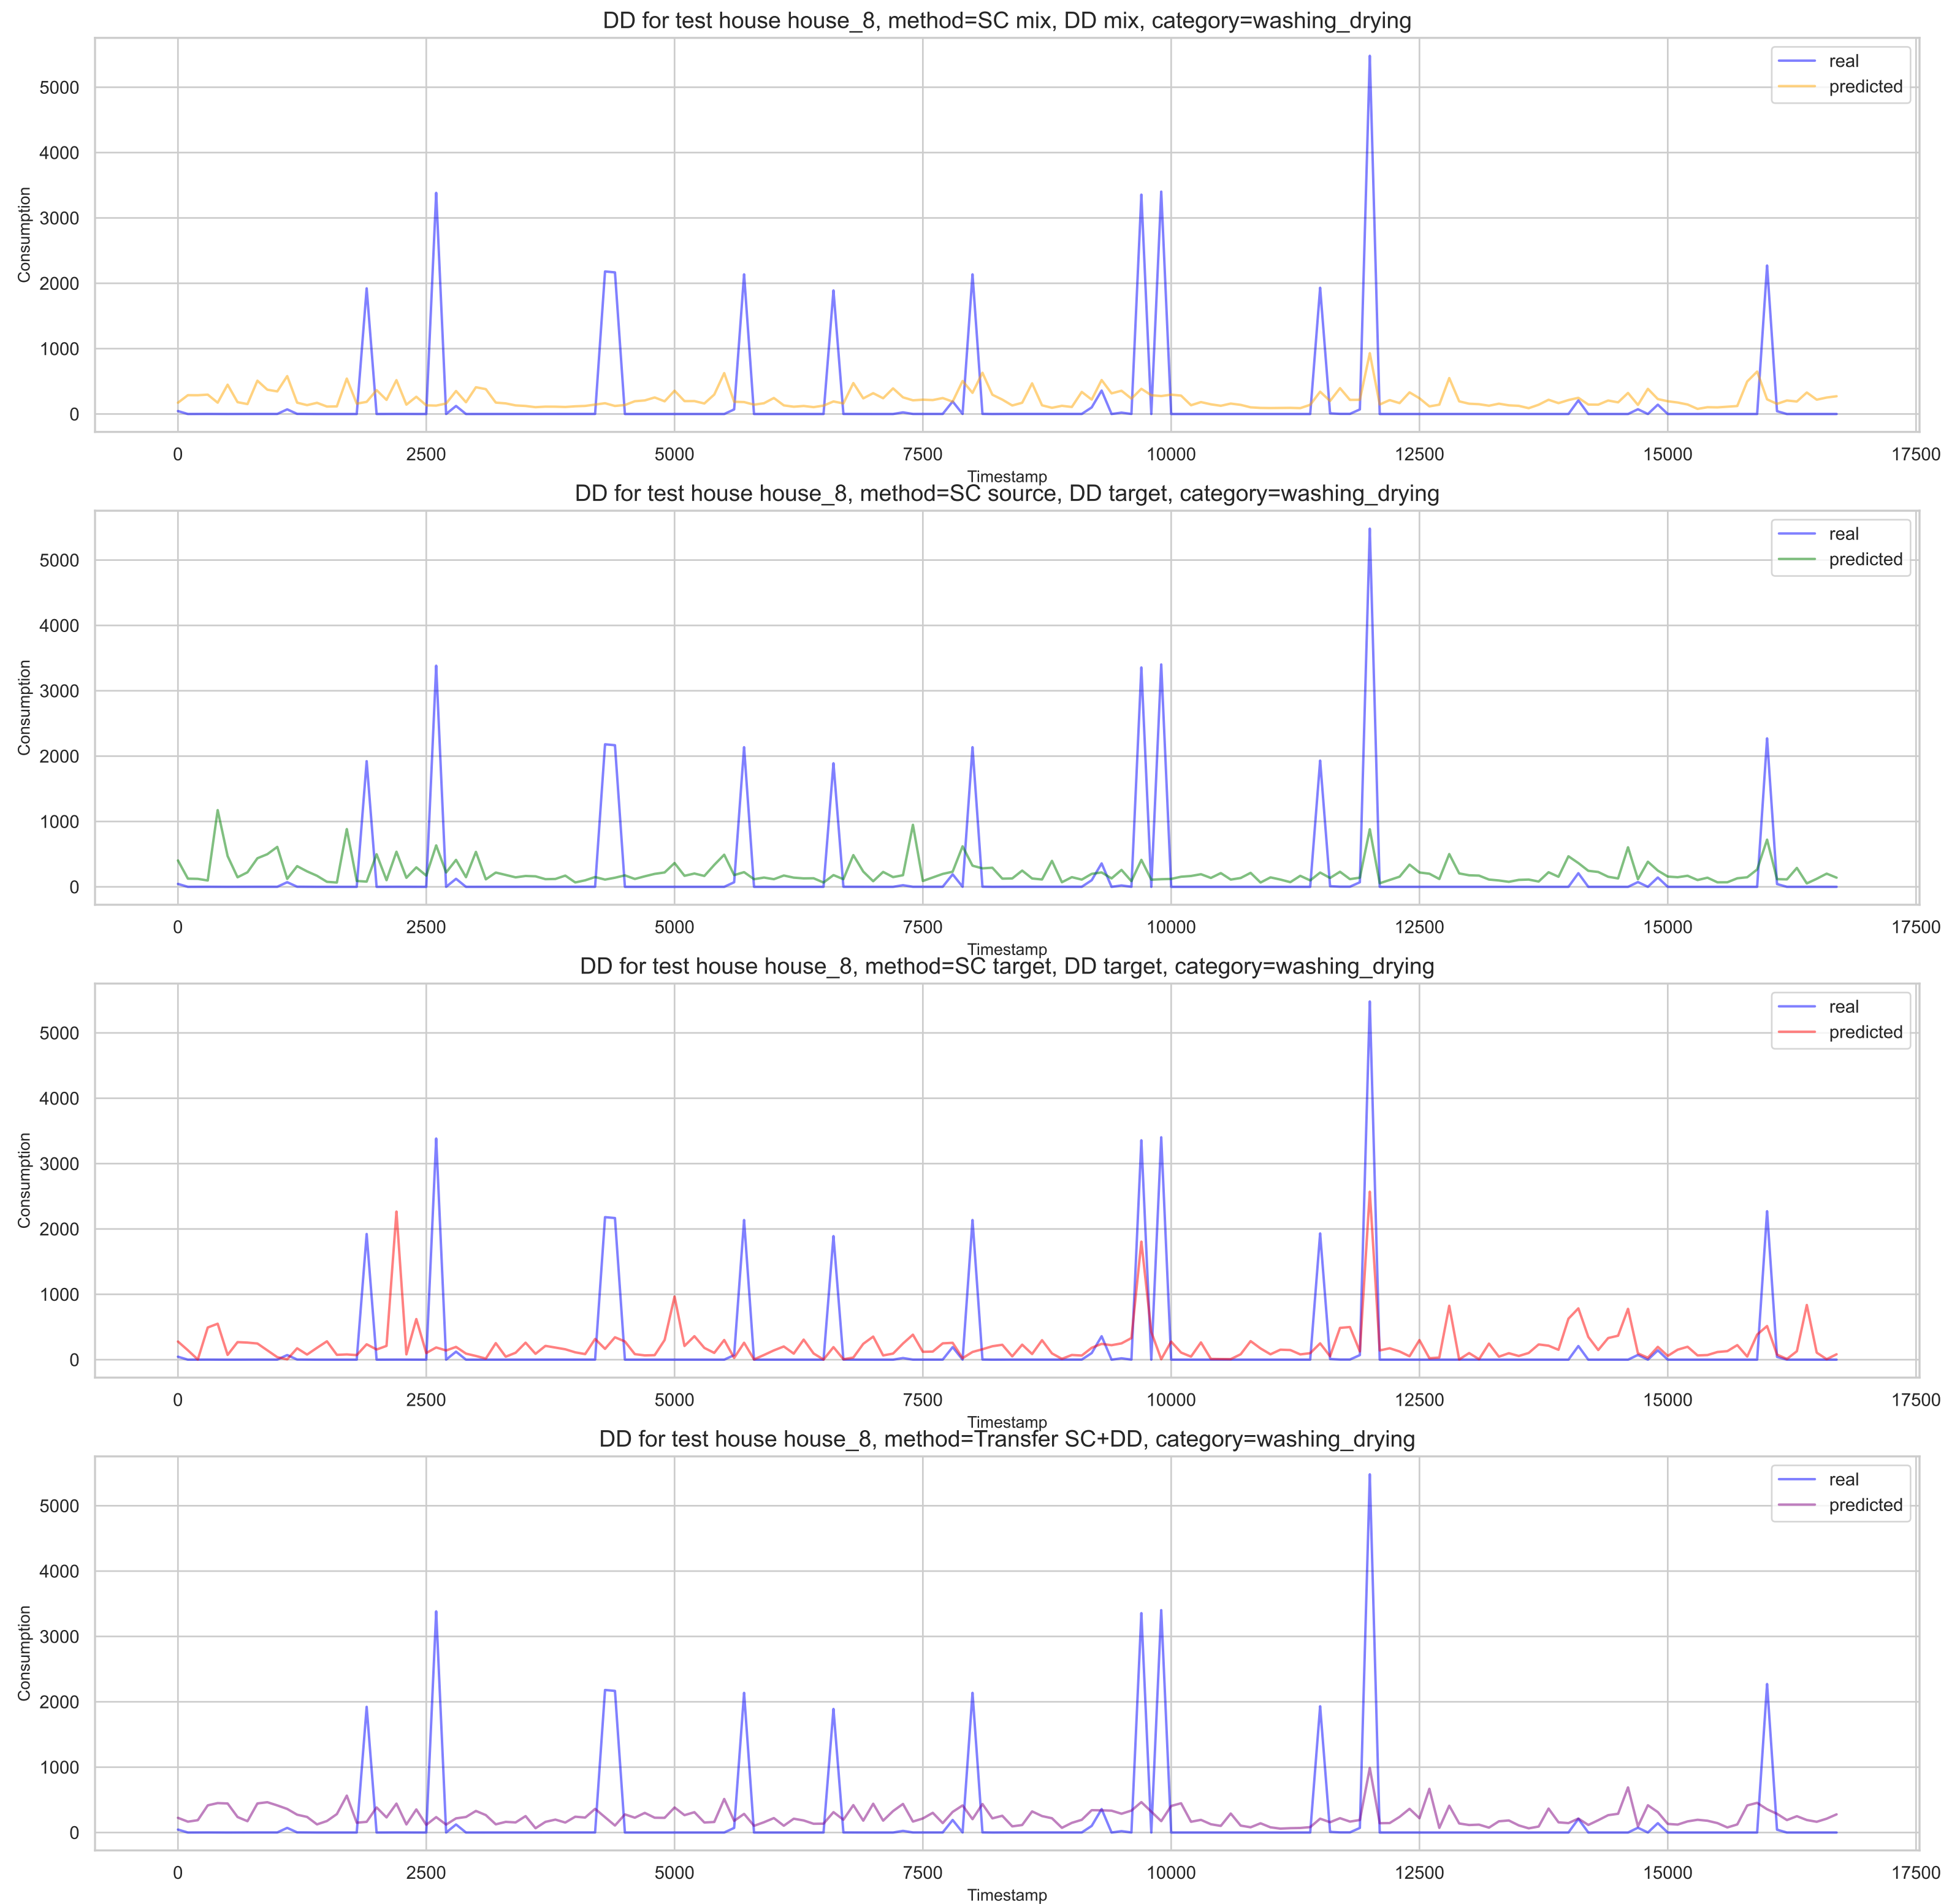 DD for test house house_8, method=SC mix, DD mix, category=washing_drying
real
predicted
Consumption
5000
4000
3000
2000
1000
0
0 2500 5000 7500 10000 12500 15000 17500
Timestamp
DD for test house house_8, method=SC source, DD target, category=washing_drying
real
predicted
Consumption
5000
4000
3000
2000
1000
0
0 2500 5000 7500 10000 12500 15000 17500
Timestamp
DD for test house house_8, method=SC target, DD target, category=washing_drying
real
predicted
Consumption
5000
4000
3000
2000
1000
0
0 2500 5000 7500 10000 12500 15000 17500
Timestamp
DD for test house house_8, method=Transfer SC+DD, category=washing_drying
real
predicted
Consumption
5000
4000
3000
2000
1000
0
0 2500 5000 7500 10000 12500 15000 17500
Timestamp